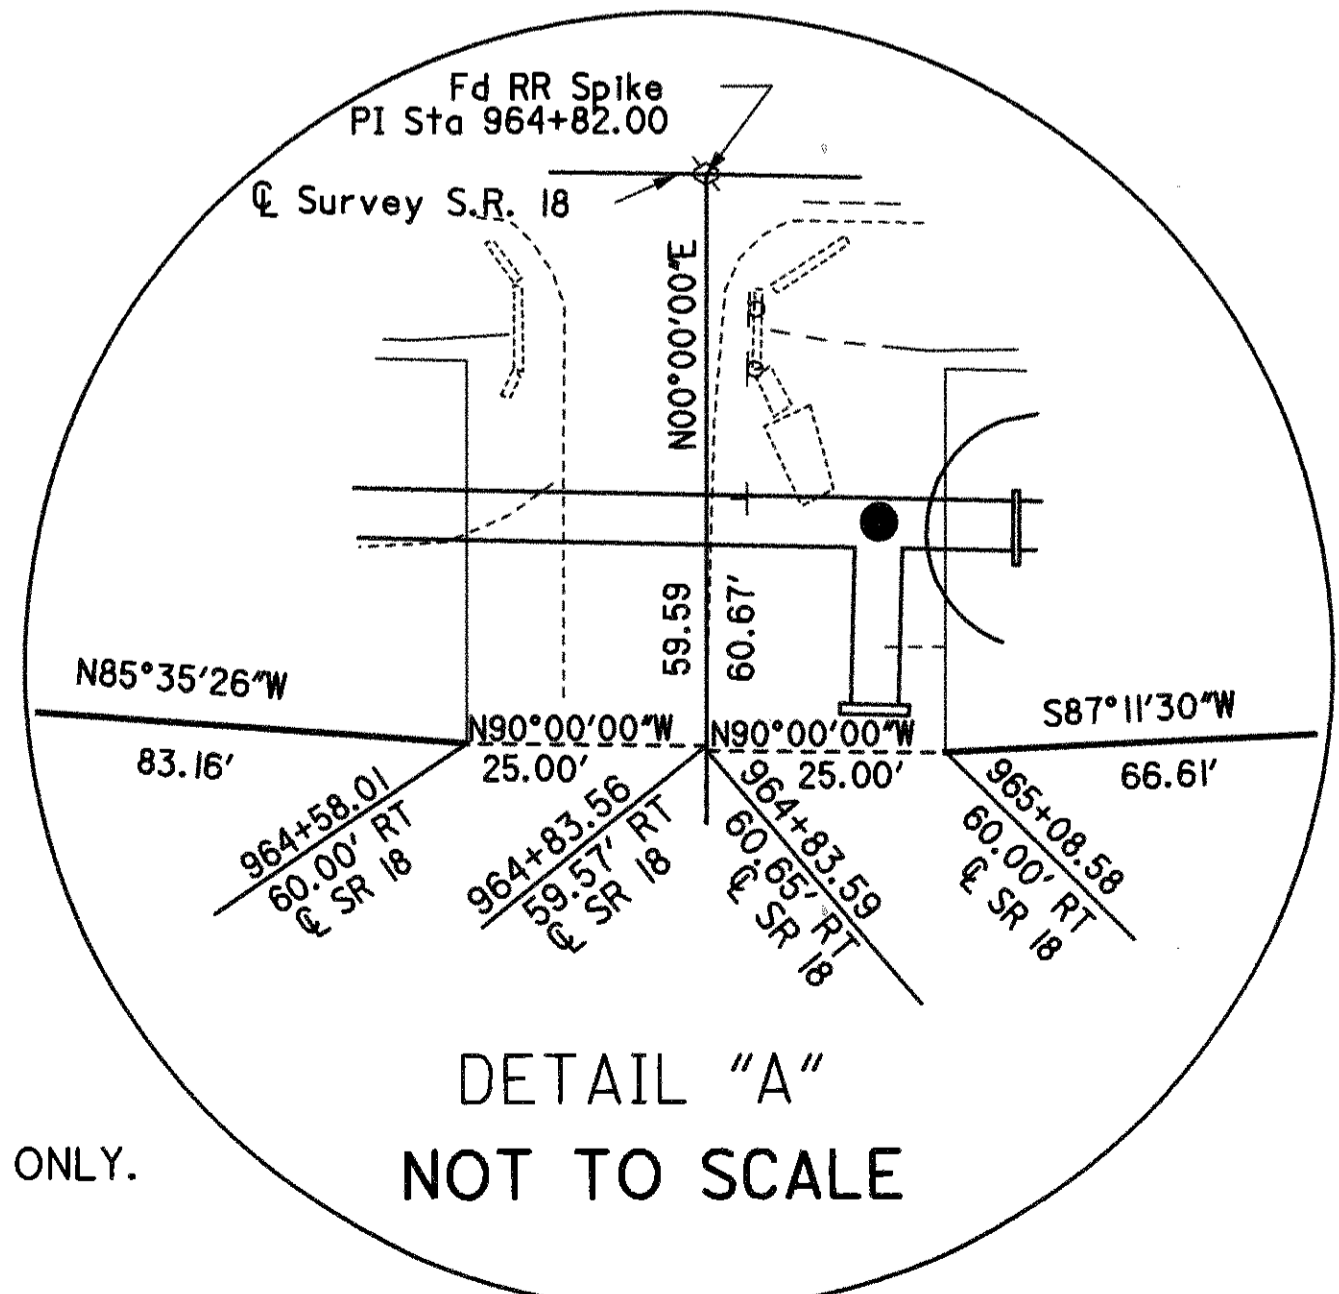 Fd RR Spike
PI Sta 964+82.00
℄ Survey S.R. 18
N00°00'00"E
59.59
60.67'
N85°35'26"W
83.16'
N90°00'00"W
25.00'
N90°00'00"W
25.00'
S87°11'30"W
66.61'
964+58.01
60.00' RT
℄ SR 18
964+83.56
59.57' RT
℄ SR 18
964+83.59
60.65' RT
℄ SR 18
965+08.58
60.00' RT
℄ SR 18
DETAIL "A"
NOT TO SCALE
ONLY.